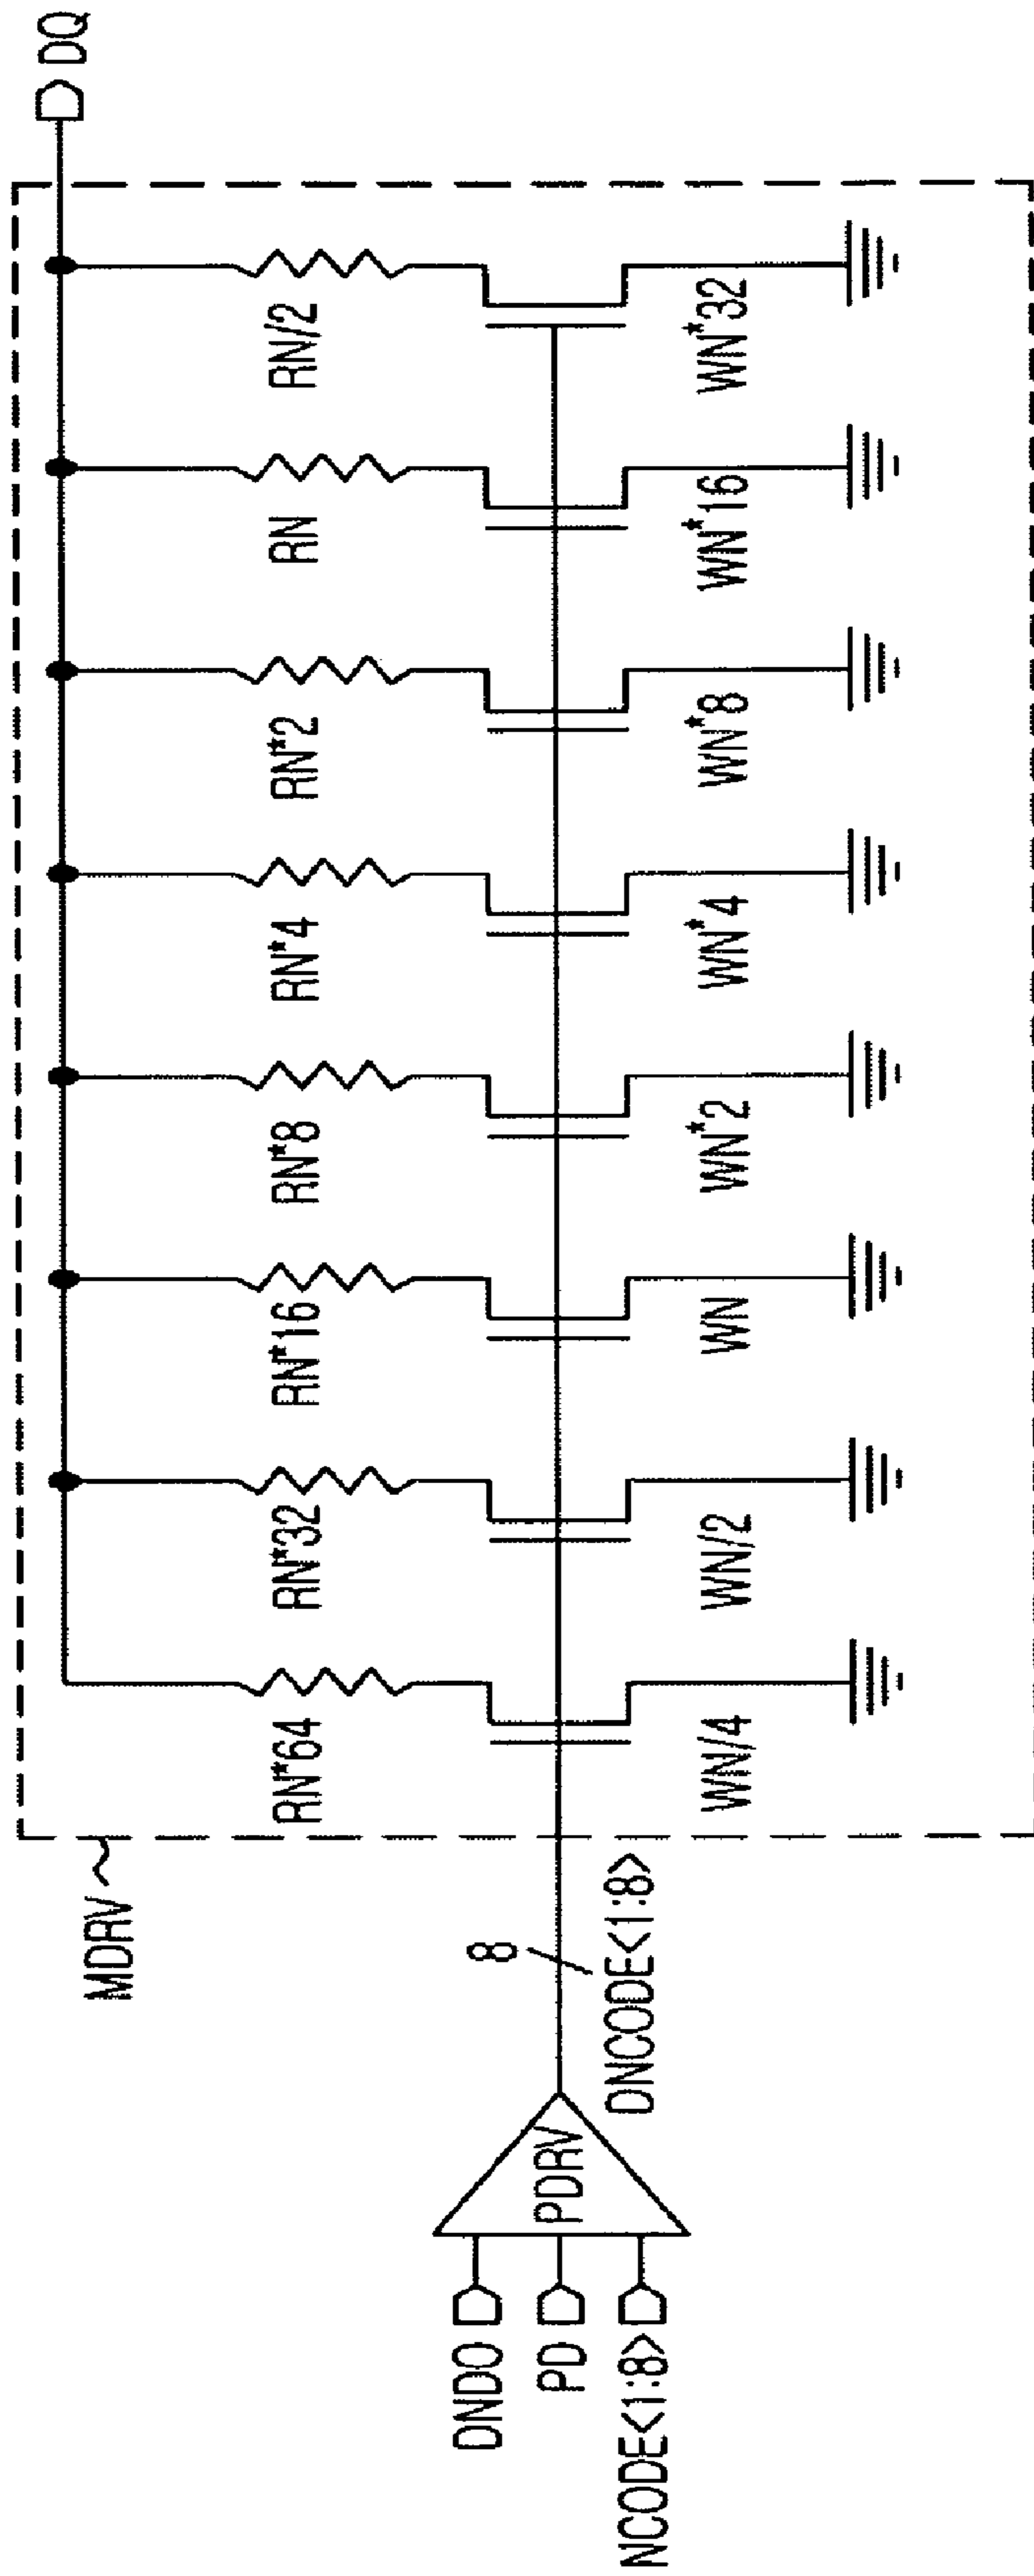 MDRV
DQ
RN*64
RN*32
RN*16
RN*8
RN*4
RN*2
RN
RN/2
DNDO
PD
NCODE<1:8>
PDRV
8
DNCODE<1:8>
WN/4
WN/2
WN
WN*2
WN*4
WN*8
WN*16
WN*32